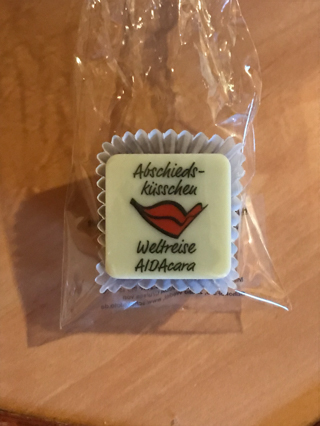 Abschieds-
küsschen
Weltreise
AIDAcara